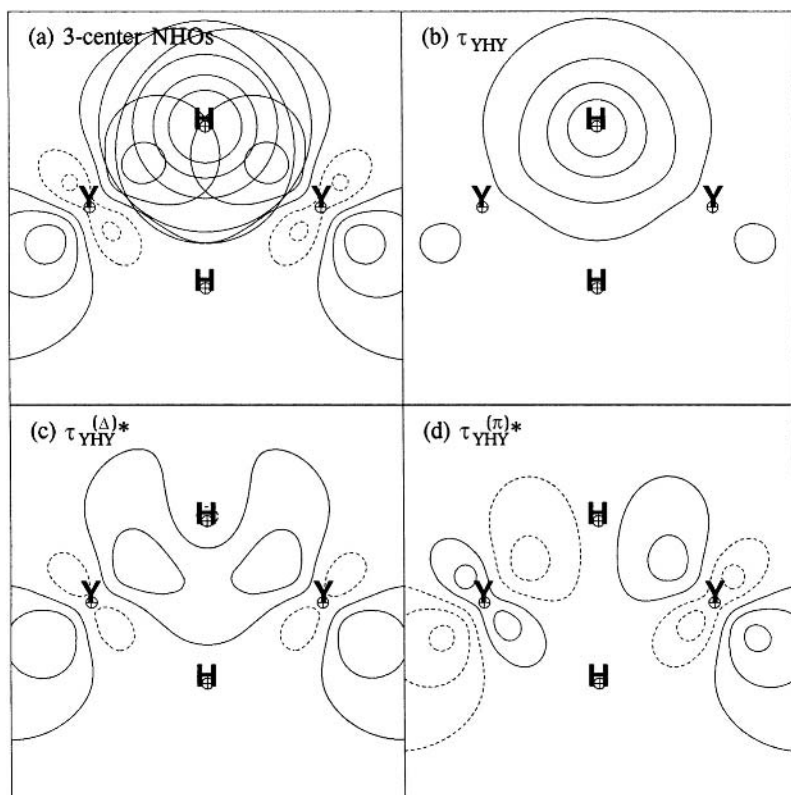 (a) 3-center NHOs
H
Y Y
H
(b) τYHY
H
Y Y
H
(c) τYHY(Δ)*
H
Y Y
H
(d) τYHY(π)*
H
Y Y
H